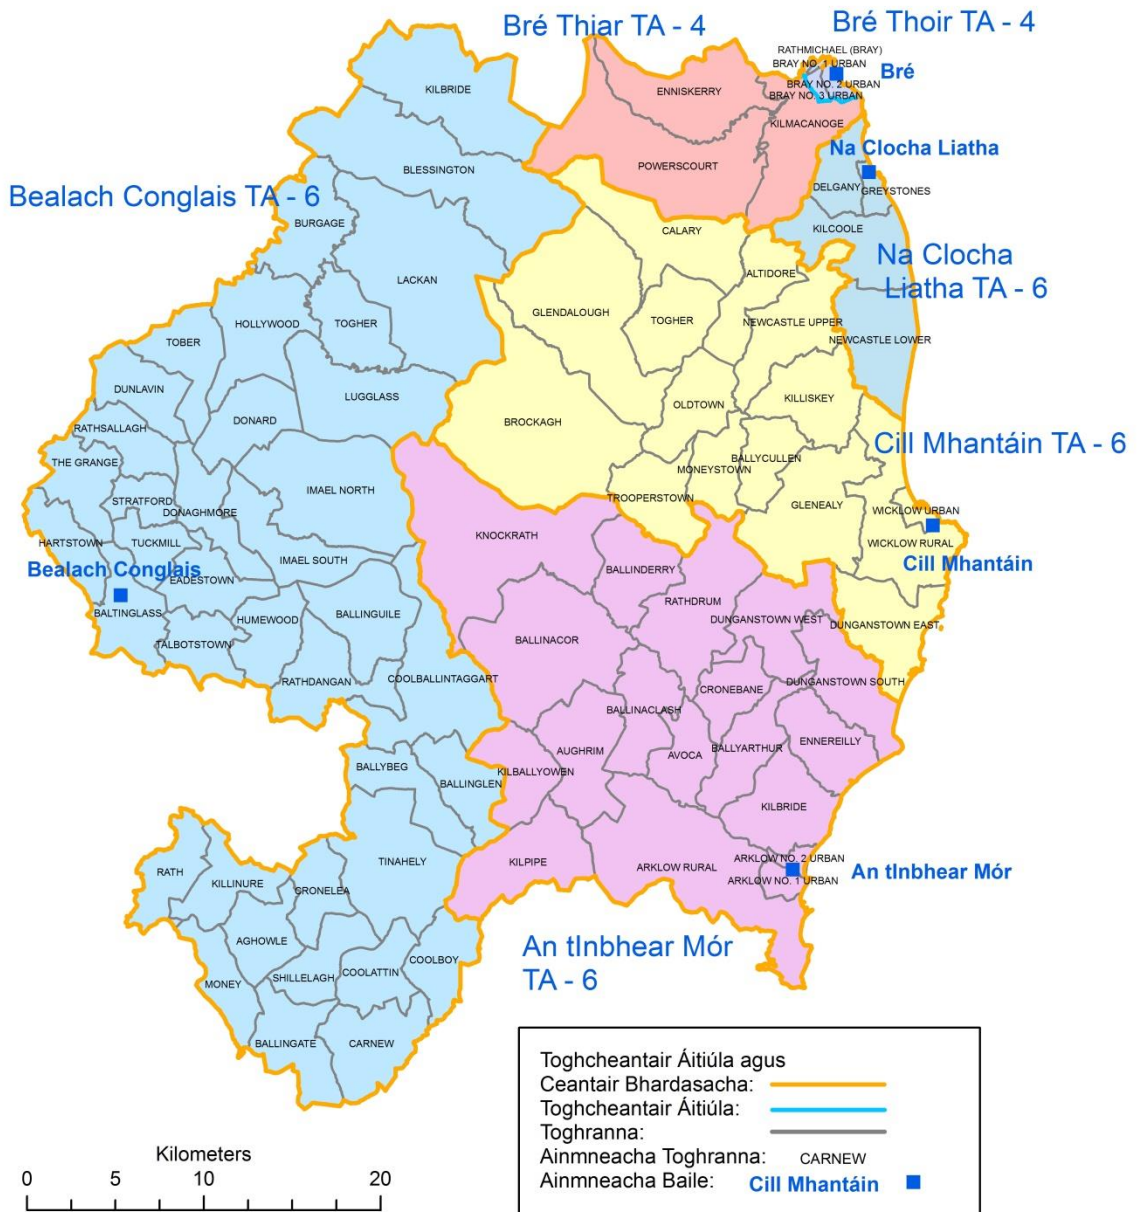 Bré Thiar TA - 4
Bré Thoir TA - 4
RATHMICHAEL (BRAY)
BRAY NO. 1 URBAN
Bré
BRAY NO. 2 URBAN
BRAY NO. 3 URBAN
KILBRIDE
ENNISKERRY
KILMACANOGE
Na Clocha Liatha
POWERSCOURT
BLESSINGTON
Bealach Conglais TA - 6
DELGANY
GREYSTONES
BURGAGE
KILCOOLE
CALARY
Na Clocha
Liatha TA - 6
ALTIDORE
LACKAN
GLENDALOUGH
TOGHER
HOLLYWOOD
TOGHER
NEWCASTLE UPPER
TOBER
NEWCASTLE LOWER
DUNLAVIN
LUGGLASS
KILLISKEY
OLDTOWN
DONARD
BROCKAGH
RATHSALLAGH
Cill Mhantáin TA - 6
THE GRANGE
BALLYCULLEN
MONEYSTOWN
IMAEL NORTH
TROOPERSTOWN
STRATFORD
GLENEALY
DONAGHMORE
WICKLOW URBAN
KNOCKRATH
HARTSTOWN
TUCKMILL
WICKLOW RURAL
IMAEL SOUTH
Cill Mhantáin
Bealach Conglais
BALLINDERRY
EADESTOWN
RATHDRUM
BALTINGLASS
BALLINGUILE
HUMEWOOD
DUNGANSTOWN WEST
DUNGANSTOWN EAST
BALLINACOR
TALBOTSTOWN
RATHDANGAN
COOLBALLINTAGGART
DUNGANSTOWN SOUTH
CRONEBANE
BALLINACLASH
ENNEREILLY
AUGHRIM
AVOCA
BALLYARTHUR
BALLYBEG
KILBALLYOWEN
BALLINGLEN
KILBRIDE
TINAHELY
KILPIPE
ARKLOW NO. 2 URBAN
ARKLOW RURAL
An tInbhear Mór
RATH
ARKLOW NO. 1 URBAN
KILLINURE
CRONELEA
AGHOWLE
An tInbhear Mór
TA - 6
COOLBOY
SHILLELAGH
COOLATTIN
MONEY
BALLINGATE
CARNEW
Toghcheantair Áitiúla agus
Ceantair Bhardasacha:
Toghcheantair Áitiúla:
Toghranna:
Ainmneacha Toghranna: CARNEW
Ainmneacha Baile: Cill Mhantáin
Kilometers
0 5 10 20